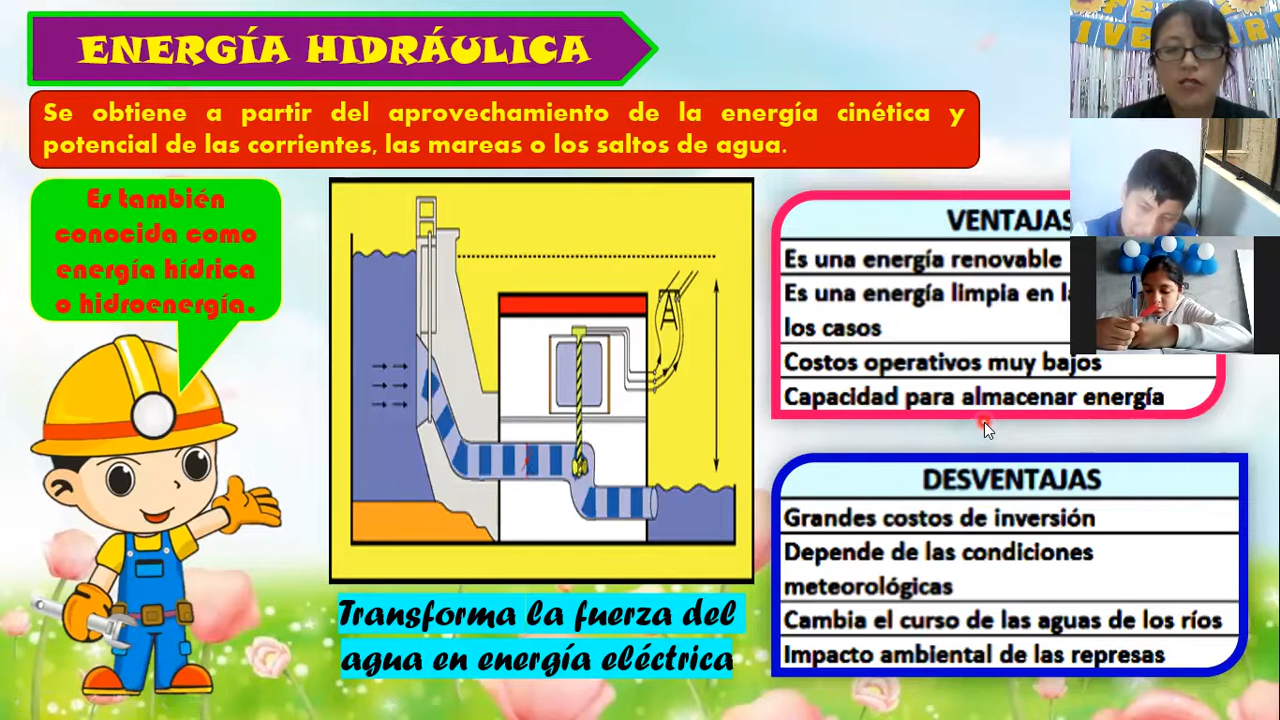 ENERGÍA HIDRÁULICA
Se obtiene a partir del aprovechamiento de la energía cinética y
potencial de las corrientes, las mareas o los saltos de agua.
Es también
conocida como
energía hídrica
o hidroenergía.
Transforma la fuerza del
agua en energía eléctrica
VENTAJAS
Es una energía renovable
Es una energía limpia en
los casos
Costos operativos muy bajos
Capacidad para almacenar energía
DESVENTAJAS
Grandes costos de inversión
Depende de las condiciones
meteorológicas
Cambia el curso de las aguas de los ríos
Impacto ambiental de las represas